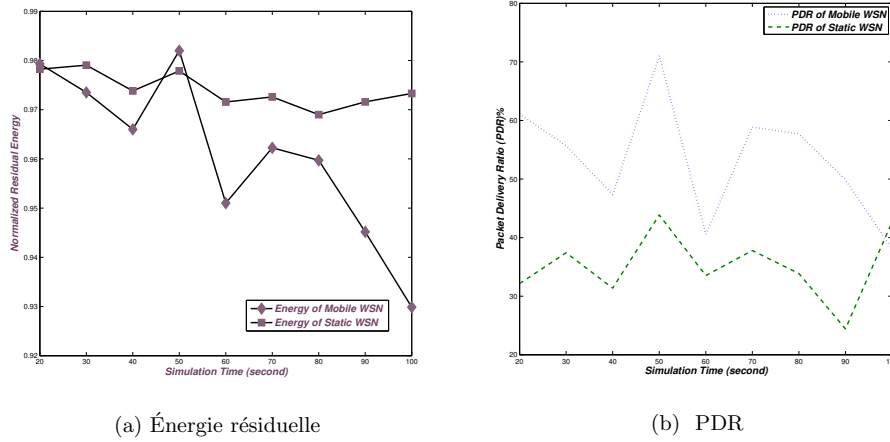 0.99
0.98
0.97
0.96
0.95
0.94
0.93
0.92
Normalized Residual Energy
20 30 40 50 60 70 80 90 100
Simulation Time (second)
Energy of Mobile WSN
Energy of Static WSN
(a) Énergie résiduelle
80
70
60
50
40
30
20
Packet Delivery Ratio (PDR)%
20 30 40 50 60 70 80 90 100
Simulation Time (second)
PDR of Mobile WSN
PDR of Static WSN
(b) PDR